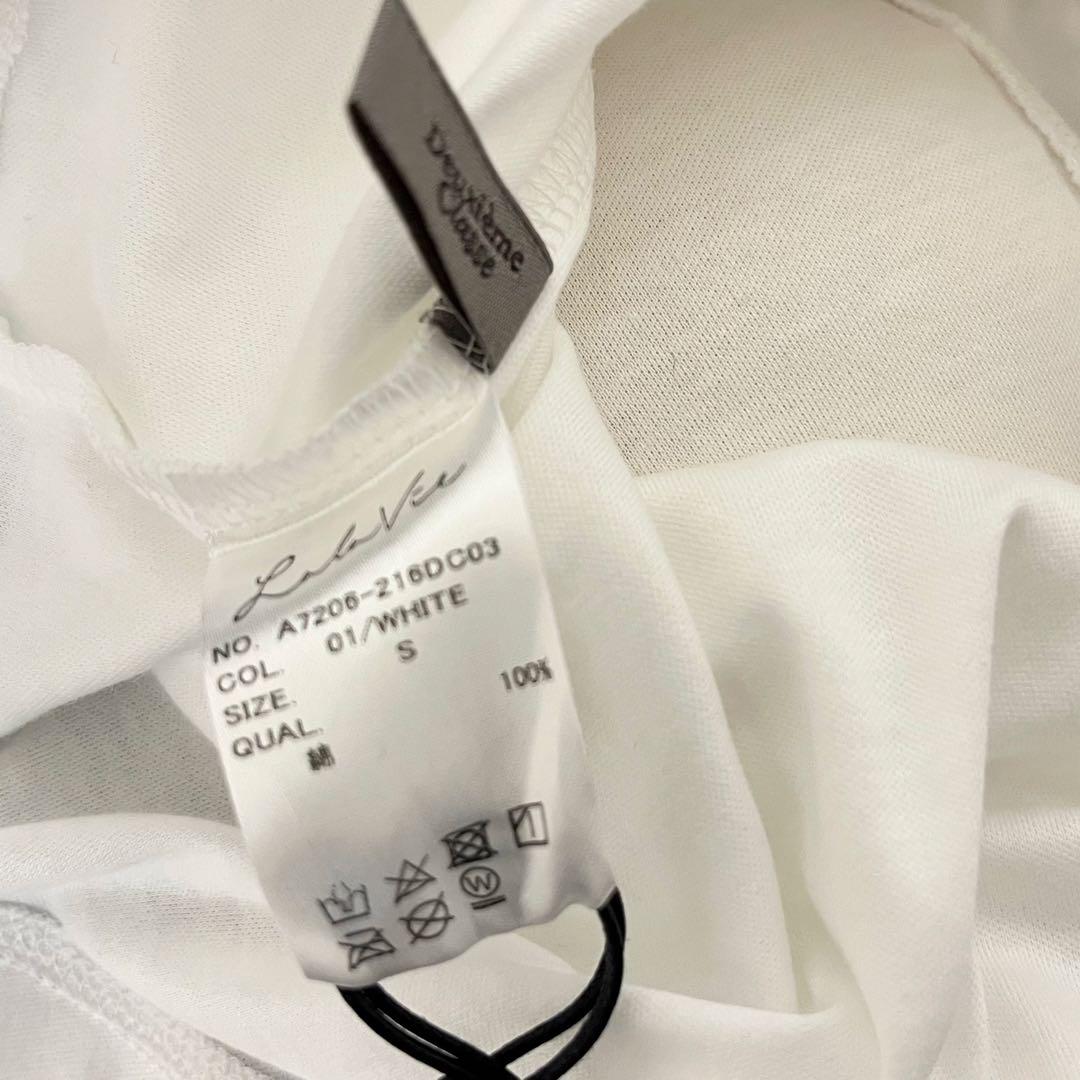 Deuxième
Classe
LalaVie
NO. A7206-216DC03
COL. 01/WHITE
SIZE. S
QUAL.
綿 100%
W